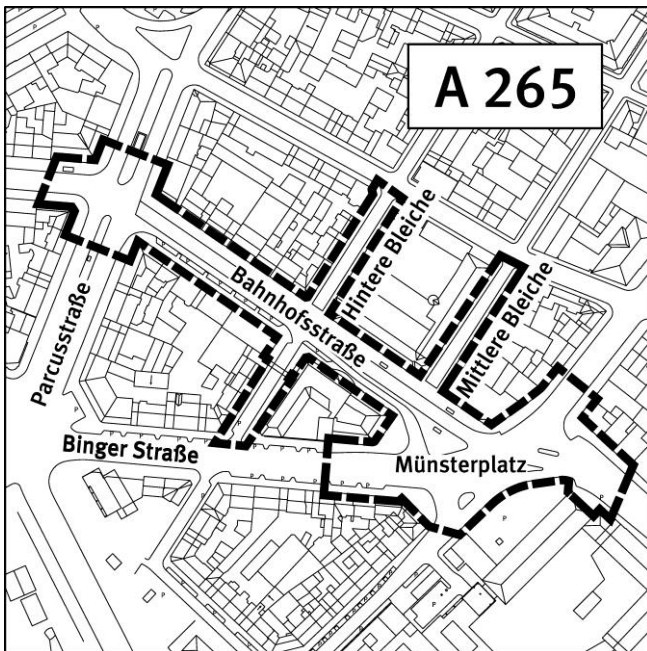 A 265
Hintere Bleiche
Bahnhofsstraße
Mittlere Bleiche
Parcusstraße
Binger Straße
Münsterplatz